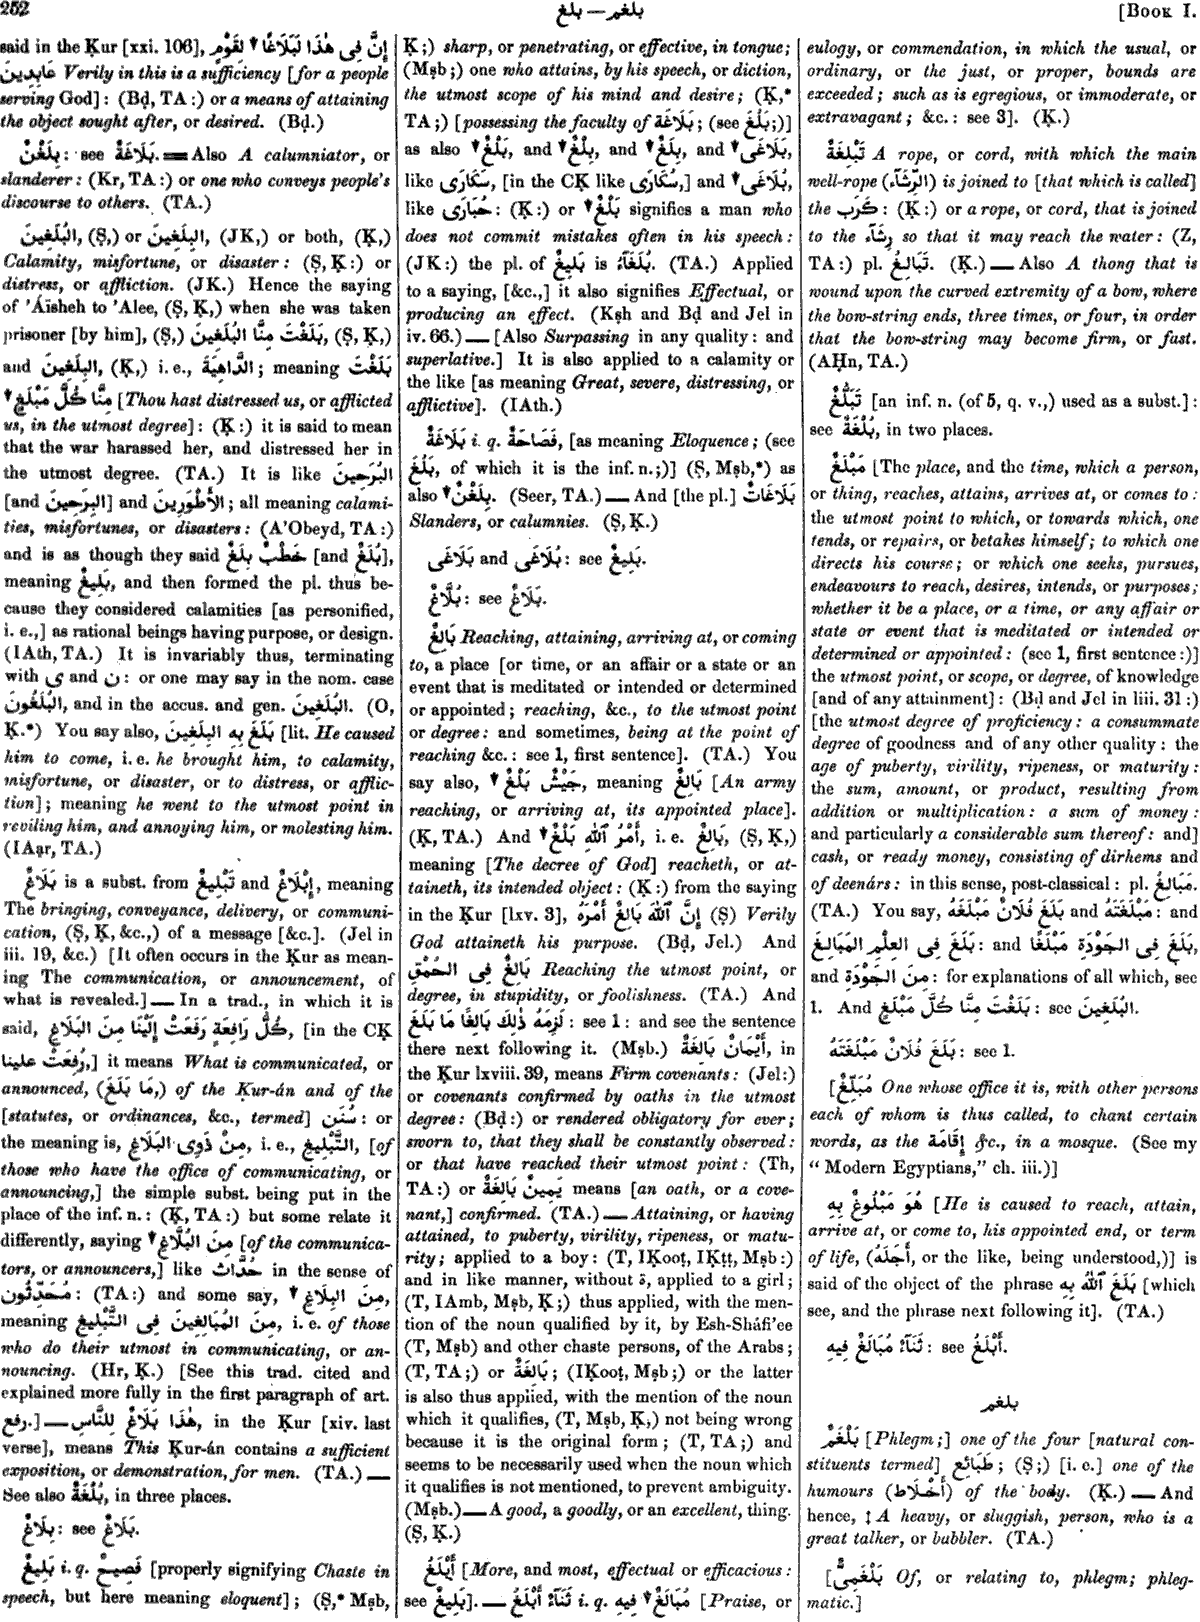 252
بلغ — بلغم
[Book I.
said in the Ḳur [xxi. 106], إِنَّ فِى هٰذَا لَبَلَاغًا ▼ لِقَوْمٍ
عَابِدِينَ Verily in this is a sufficiency [for a people
serving God]: (Bḍ, TA:) or a means of attaining
the object sought after, or desired. (Bḍ.)
بِلَغْنٌ: see بَلَاغَةٌ. ═ Also A calumniator, or
slanderer: (Kr, TA:) or one who conveys people's
discourse to others. (TA.)
البُلَغِينَ, (Ṣ,) or البِلَغِينَ, (JK,) or both, (Ḳ,)
Calamity, misfortune, or disaster: (Ṣ, Ḳ:) or
distress, or affliction. (JK.) Hence the saying
of 'Áïsheh to 'Alee, (Ṣ, Ḳ,) when she was taken
prisoner [by him], (Ṣ,) بَلَغْتَ مِنَّا البُلَغِينَ, (Ṣ, Ḳ,)
and البِلَغِينَ, (Ḳ,) i. e., الدَّاهِيَةَ; meaning بَلَغْتَ
مِنَّا كُلَّ مَبْلَغٍ ▼ [Thou hast distressed us, or afflicted
us, in the utmost degree]: (Ḳ:) it is said to mean
that the war harassed her, and distressed her in
the utmost degree. (TA.) It is like البُرَحِينَ
[and البِرَحِينَ] and الأَطْوَرِينَ; all meaning calami-
ties, misfortunes, or disasters: (A'Obeyd, TA:)
and is as though they said خَطْبٌ بِلَغٌ [and بُلَغٌ],
meaning بَلِيغٌ, and then formed the pl. thus be-
cause they considered calamities [as personified,
i. e.,] as rational beings having purpose, or design.
(IAth, TA.) It is invariably thus, terminating
with ى and ن: or one may say in the nom. case
البُلَغُونَ, and in the accus. and gen. البُلَغِينَ. (O,
Ḳ.*) You say also, بَلَغَ بِهِ البِلَغِينَ [lit. He caused
him to come, i. e. he brought him, to calamity,
misfortune, or disaster, or to distress, or afflic-
tion]; meaning he went to the utmost point in
reviling him, and annoying him, or molesting him.
(IAạr, TA.)
بَلَاغٌ is a subst. from تَبْلِيغٌ and إِبْلَاغٌ, meaning
The bringing, conveyance, delivery, or communi-
cation, (Ṣ, Ḳ, &c.,) of a message [&c.]. (Jel in
iii. 19, &c.) [It often occurs in the Ḳur as mean-
ing The communication, or announcement, of
what is revealed.] — In a trad., in which it is
said, كُلُّ رَافِعَةٍ رَفَعَتْ إِلَيْنَا مِنَ البَلَاغِ, [in the CḲ
رُفِعَتْ علينا,] it means What is communicated, or
announced, (مَا بَلَغَ,) of the Ḳur-án and of the
[statutes, or ordinances, &c., termed] سُنَن: or
the meaning is, مِنْ ذَوِى البَلَاغِ, i. e., التَّبْلِيغِ, [of
those who have the office of communicating, or
announcing,] the simple subst. being put in the
place of the inf. n.: (Ḳ, TA:) but some relate it
differently, saying مِنَ البُلَّاغِ ▼ [of the communica-
tors, or announcers,] like حُدَّاث in the sense of
مُحَدِّثُون: (TA:) and some say, مِنَ البِلَاغِ ▼,
meaning مِنَ المُبَالِغِينَ فِى التَّبْلِيغِ, i. e. of those
who do their utmost in communicating, or an-
nouncing. (Hr, Ḳ.) [See this trad. cited and
explained more fully in the first paragraph of art.
رفع.] — هٰذَا بَلَاغٌ لِلنَّاسِ, in the Ḳur [xiv. last
verse], means This Ḳur-án contains a sufficient
exposition, or demonstration, for men. (TA.) —
See also بُلْغَةٌ, in three places.
بِلَاغٌ: see بَلَاغٌ.
بَلِيغٌ i. q. فَصِيحٌ [properly signifying Chaste in
speech, but here meaning eloquent]; (Ṣ,* Mṣb,
Ḳ;) sharp, or penetrating, or effective, in tongue;
(Mṣb;) one who attains, by his speech, or diction,
the utmost scope of his mind and desire; (Ḳ,*
TA;) [possessing the faculty of بَلَاغَة; (see بَلُغَ;)]
as also بَلْغٌ ▼, and بِلْغٌ ▼, and بِلَغٌ ▼, and بَلَاغَى ▼,
like سَكَارَى, [in the CḲ like سُكَارَى,] and بُلَاغَى ▼,
like حُبَارَى: (Ḳ:) or بَلْغٌ ▼ signifies a man who
does not commit mistakes often in his speech:
(JK:) the pl. of بَلِيغٌ is بُلَغَآءُ. (TA.) Applied
to a saying, [&c.,] it also signifies Effectual, or
producing an effect. (Kṣh and Bḍ and Jel in
iv. 66.) — [Also Surpassing in any quality: and
superlative.] It is also applied to a calamity or
the like [as meaning Great, severe, distressing, or
afflictive]. (IAth.)
بَلَاغَةٌ i. q. فَصَاحَةٌ, [as meaning Eloquence; (see
بَلُغَ, of which it is the inf. n.;)] (Ṣ, Mṣb,*) as
also بِلَغْنٌ ▼. (Seer, TA.) — And [the pl.] بَلَاغَاتٌ
Slanders, or calumnies. (Ṣ, Ḳ.)
بَلَاغَى and بُلَاغَى: see بَلِيغٌ.
بُلَّاغٌ: see بَلَاغٌ.
بَالِغٌ Reaching, attaining, arriving at, or coming
to, a place [or time, or an affair or a state or an
event that is meditated or intended or determined
or appointed; reaching, &c., to the utmost point
or degree: and sometimes, being at the point of
reaching &c.: see 1, first sentence]. (TA.) You
say also, جَيْشٌ بَلْغٌ ▼, meaning بَالِغٌ [An army
reaching, or arriving at, its appointed place].
(Ḳ, TA.) And أَمْرُ ٱللّٰهِ بَلْغٌ ▼, i. e. بَالِغٌ, (Ṣ, Ḳ,)
meaning [The decree of God] reacheth, or at-
taineth, its intended object: (Ḳ:) from the saying
in the Ḳur [lxv. 3], إِنَّ ٱللّٰهَ بَالِغٌ أَمْرَهُ (Ṣ) Verily
God attaineth his purpose. (Bḍ, Jel.) And
بَالِغٌ فِى الحُمْقِ Reaching the utmost point, or
degree, in stupidity, or foolishness. (TA.) And
لَزِمَهُ ذٰلِكَ بَالِغًا مَا بَلَغَ: see 1: and see the sentence
there next following it. (Mṣb.) أَيْمَانٌ بَالِغَةٌ, in
the Ḳur lxviii. 39, means Firm covenants: (Jel:)
or covenants confirmed by oaths in the utmost
degree: (Bḍ:) or rendered obligatory for ever;
sworn to, that they shall be constantly observed:
or that have reached their utmost point: (Th,
TA:) or يَمِينٌ بَالِغَةٌ means [an oath, or a cove-
nant,] confirmed. (TA.) — Attaining, or having
attained, to puberty, virility, ripeness, or matu-
rity; applied to a boy: (T, IḲooṭ, IḲṭṭ, Mṣb:)
and in like manner, without ة, applied to a girl;
(T, IAmb, Mṣb, Ḳ;) thus applied, with the men-
tion of the noun qualified by it, by Esh-Sháfi'ee
(T, Mṣb) and other chaste persons, of the Arabs;
(T, TA;) or بَالِغَةٌ; (IḲooṭ, Mṣb;) or the latter
is also thus applied, with the mention of the noun
which it qualifies, (T, Mṣb, Ḳ,) not being wrong
because it is the original form; (T, TA;) and
seems to be necessarily used when the noun which
it qualifies is not mentioned, to prevent ambiguity.
(Mṣb.) — A good, a goodly, or an excellent, thing.
(Ṣ, Ḳ.)
أَبْلَغُ [More, and most, effectual or efficacious:
see بَلِيغٌ]. — ثَنَآءٌ أَبْلَغُ i. q. مُبَالَغٌ ▼ فِيهِ [Praise, or
eulogy, or commendation, in which the usual, or
ordinary, or the just, or proper, bounds are
exceeded; such as is egregious, or immoderate, or
extravagant; &c.: see 3]. (Ḳ.)
تَبْلِغَةٌ A rope, or cord, with which the main
well-rope (الرِّشَآء) is joined to [that which is called]
the كَرَب: (Ḳ:) or a rope, or cord, that is joined
to the رِشَآء so that it may reach the water: (Z,
TA:) pl. تَبَالِغُ. (Ḳ.) — Also A thong that is
wound upon the curved extremity of a bow, where
the bow-string ends, three times, or four, in order
that the bow-string may become firm, or fast.
(AḤn, TA.)
تَبَلُّغٌ [an inf. n. (of 5, q. v.,) used as a subst.]:
see بُلْغَةٌ, in two places.
مَبْلَغٌ [The place, and the time, which a person,
or thing, reaches, attains, arrives at, or comes to:
the utmost point to which, or towards which, one
tends, or repairs, or betakes himself; to which one
directs his course; or which one seeks, pursues,
endeavours to reach, desires, intends, or purposes;
whether it be a place, or a time, or any affair or
state or event that is meditated or intended or
determined or appointed: (see 1, first sentence:)]
the utmost point, or scope, or degree, of knowledge
[and of any attainment]: (Bḍ and Jel in liii. 31:)
[the utmost degree of proficiency: a consummate
degree of goodness and of any other quality: the
age of puberty, virility, ripeness, or maturity:
the sum, amount, or product, resulting from
addition or multiplication: a sum of money:
and particularly a considerable sum thereof: and]
cash, or ready money, consisting of dirhems and
of deenárs: in this sense, post-classical: pl. مَبَالِغُ.
(TA.) You say, بَلَغَ فُلَانٌ مَبْلَغَهُ and مَبْلَغَتَهُ: and
بَلَغَ فِى العِلْمِ المَبَالِغَ: and بَلَغَ فِى الجَوْدَةِ مَبْلَغًا,
and مِنَ الجَوْدَةِ: for explanations of all which, see
1. And بَلَغْتَ مِنَّا كُلَّ مَبْلَغٍ: see البُلَغِينَ.
بَلَغَ فُلَانٌ مَبْلَغَتَهُ: see 1.
[مُبَلِّغٌ One whose office it is, with other persons
each of whom is thus called, to chant certain
words, as the إِقَامَة &c., in a mosque. (See my
“Modern Egyptians,” ch. iii.)]
هُوَ مَبْلُوغٌ بِهِ [He is caused to reach, attain,
arrive at, or come to, his appointed end, or term
of life, (أَجَلَهُ, or the like, being understood,)] is
said of the object of the phrase بَلَغَ ٱللّٰهُ بِهِ [which
see, and the phrase next following it]. (TA.)
ثَنَآءٌ مُبَالَغٌ فِيهِ: see أَبْلَغُ.
بلغم
بَلْغَمٌ [Phlegm;] one of the four [natural con-
stituents termed] طَبَائِع; (Ṣ;) [i. e.] one of the
humours (أَخْلَاط) of the body. (Ḳ.) — And
hence, ‡ A heavy, or sluggish, person, who is a
great talker, or babbler. (TA.)
[بَلْغَمِىٌّ Of, or relating to, phlegm; phleg-
matic.]